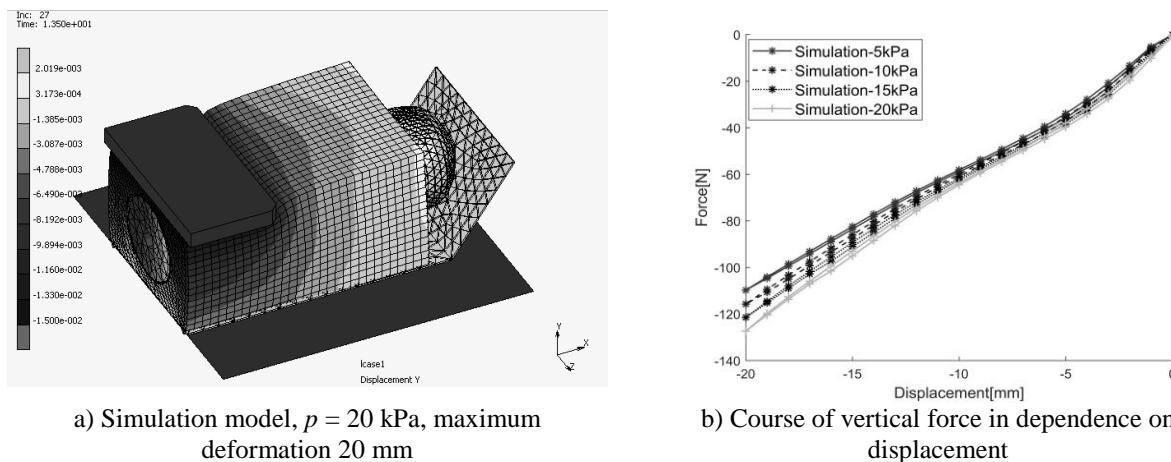 Inc: 27
Time: 1.350e+001
2.019e-003
3.173e-004
-1.385e-003
-3.087e-003
-4.789e-003
-6.490e-003
-8.192e-003
-9.894e-003
-1.160e-002
-1.330e-002
-1.500e-002
Y
X
Z
lcase1
Displacement Y
a) Simulation model, p = 20 kPa, maximum
deformation 20 mm
Simulation-5kPa
Simulation-10kPa
Simulation-15kPa
Simulation-20kPa
Force[N]
0
-20
-40
-60
-80
-100
-120
-140
-20
-15
-10
-5
0
Displacement[mm]
b) Course of vertical force in dependence on
displacement